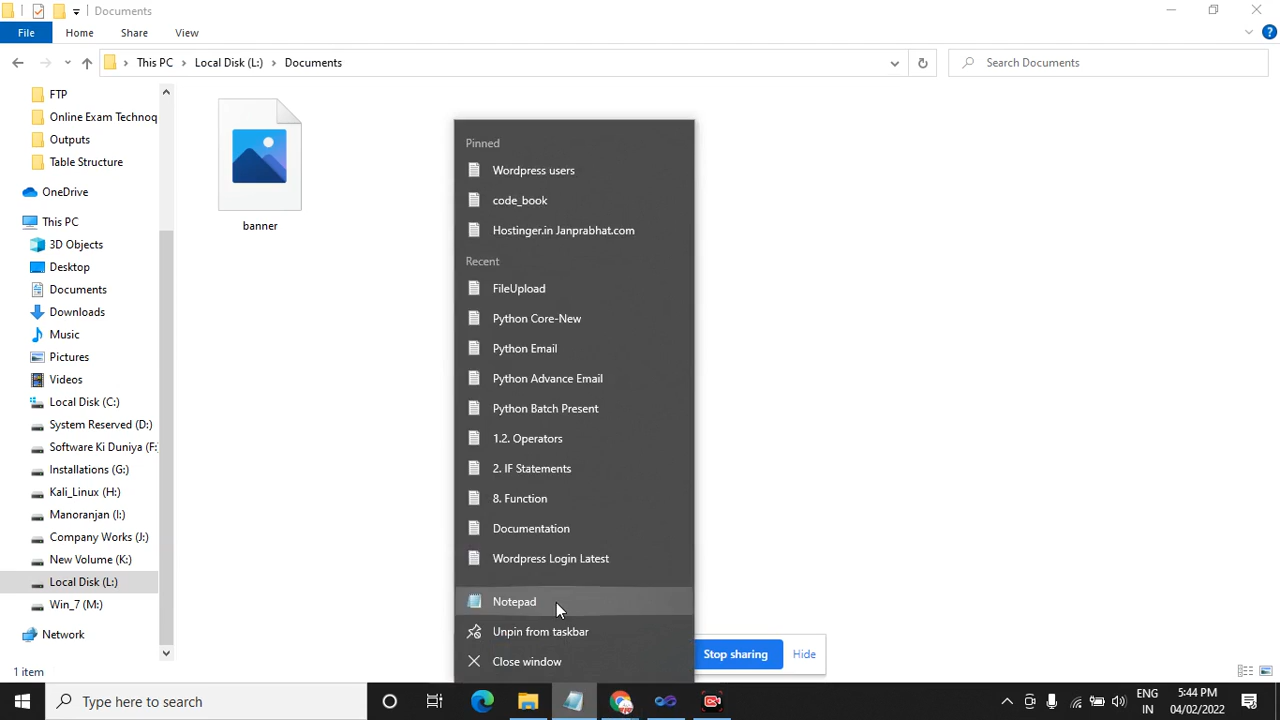 Documents
File
Home
Share
View
This PC
Local Disk (L:)
Documents
Search Documents
FTP
Online Exam Technoq
Outputs
Table Structure
OneDrive
This PC
3D Objects
Desktop
Documents
Downloads
Music
Pictures
Videos
Local Disk (C:)
System Reserved (D:)
Software Ki Duniya (F:
Installations (G:)
Kali_Linux (H:)
Manoranjan (I:)
Company Works (J:)
New Volume (K:)
Local Disk (L:)
Win_7 (M:)
Network
1 item
banner
Pinned
Wordpress users
code_book
Hostinger.in Janprabhat.com
Recent
FileUpload
Python Core-New
Python Email
Python Advance Email
Python Batch Present
1.2. Operators
2. IF Statements
8. Function
Documentation
Wordpress Login Latest
Notepad
Unpin from taskbar
Close window
Stop sharing
Hide
Type here to search
ENG
IN
5:44 PM
04/02/2022